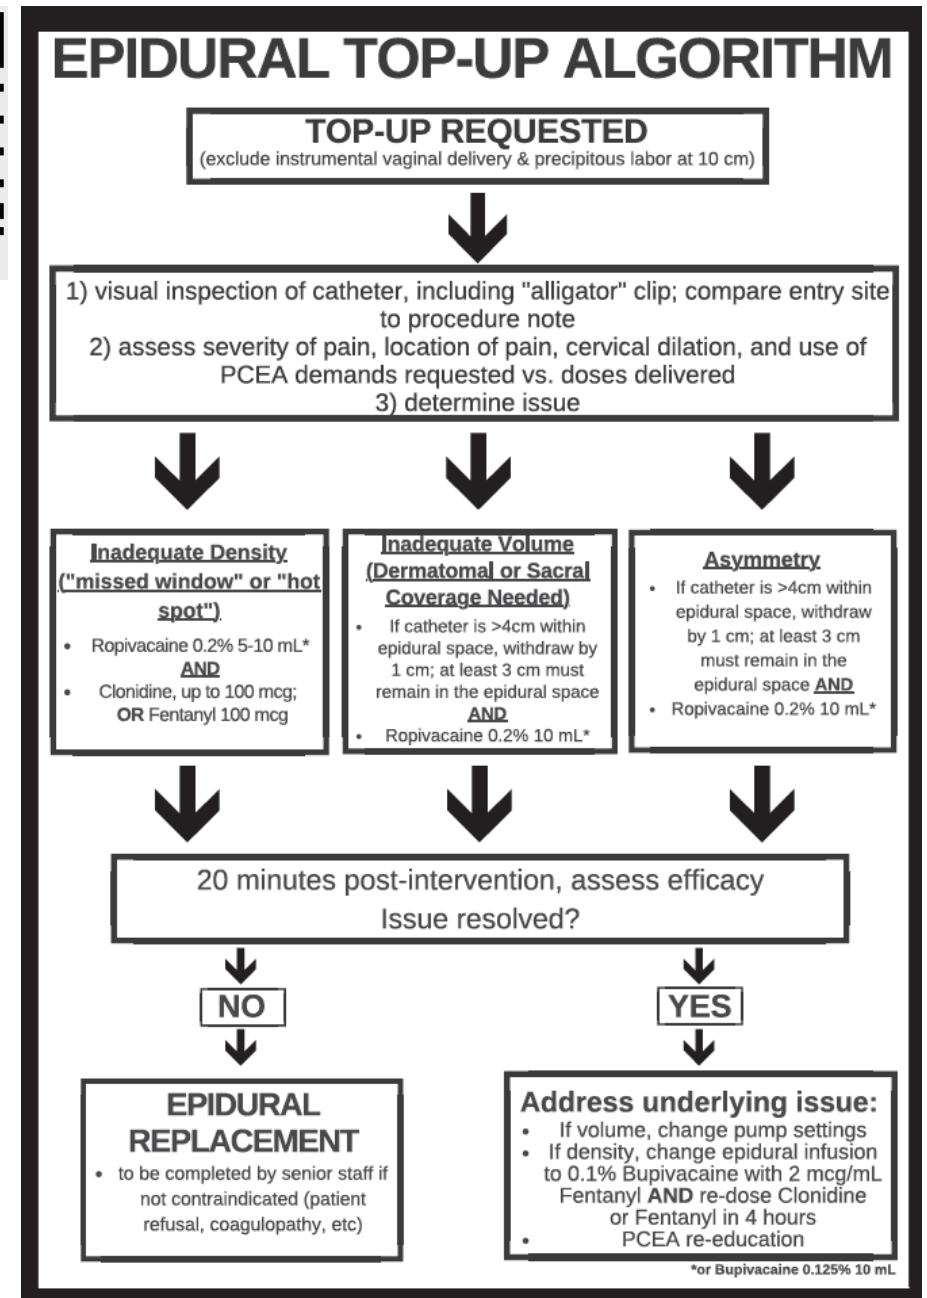 EPIDURAL TOP-UP ALGORITHM
TOP-UP REQUESTED
(exclude instrumental vaginal delivery & precipitous labor at 10 cm)
1) visual inspection of catheter, including "alligator" clip; compare entry site
to procedure note
2) assess severity of pain, location of pain, cervical dilation, and use of
PCEA demands requested vs. doses delivered
3) determine issue
Inadequate Density
("missed window" or "hot
spot")
• Ropivacaine 0.2% 5-10 mL*
AND
• Clonidine, up to 100 mcg;
OR Fentanyl 100 mcg
Inadequate Volume
(Dermatomal or Sacral
Coverage Needed)
• If catheter is >4cm within
epidural space, withdraw by
1 cm; at least 3 cm must
remain in the epidural space
AND
• Ropivacaine 0.2% 10 mL*
Asymmetry
• If catheter is >4cm within
epidural space, withdraw
by 1 cm; at least 3 cm
must remain in the
epidural space AND
• Ropivacaine 0.2% 10 mL*
20 minutes post-intervention, assess efficacy
Issue resolved?
NO
YES
EPIDURAL
REPLACEMENT
• to be completed by senior staff if
not contraindicated (patient
refusal, coagulopathy, etc)
Address underlying issue:
• If volume, change pump settings
• If density, change epidural infusion
to 0.1% Bupivacaine with 2 mcg/mL
Fentanyl AND re-dose Clonidine
or Fentanyl in 4 hours
• PCEA re-education
*or Bupivacaine 0.125% 10 mL